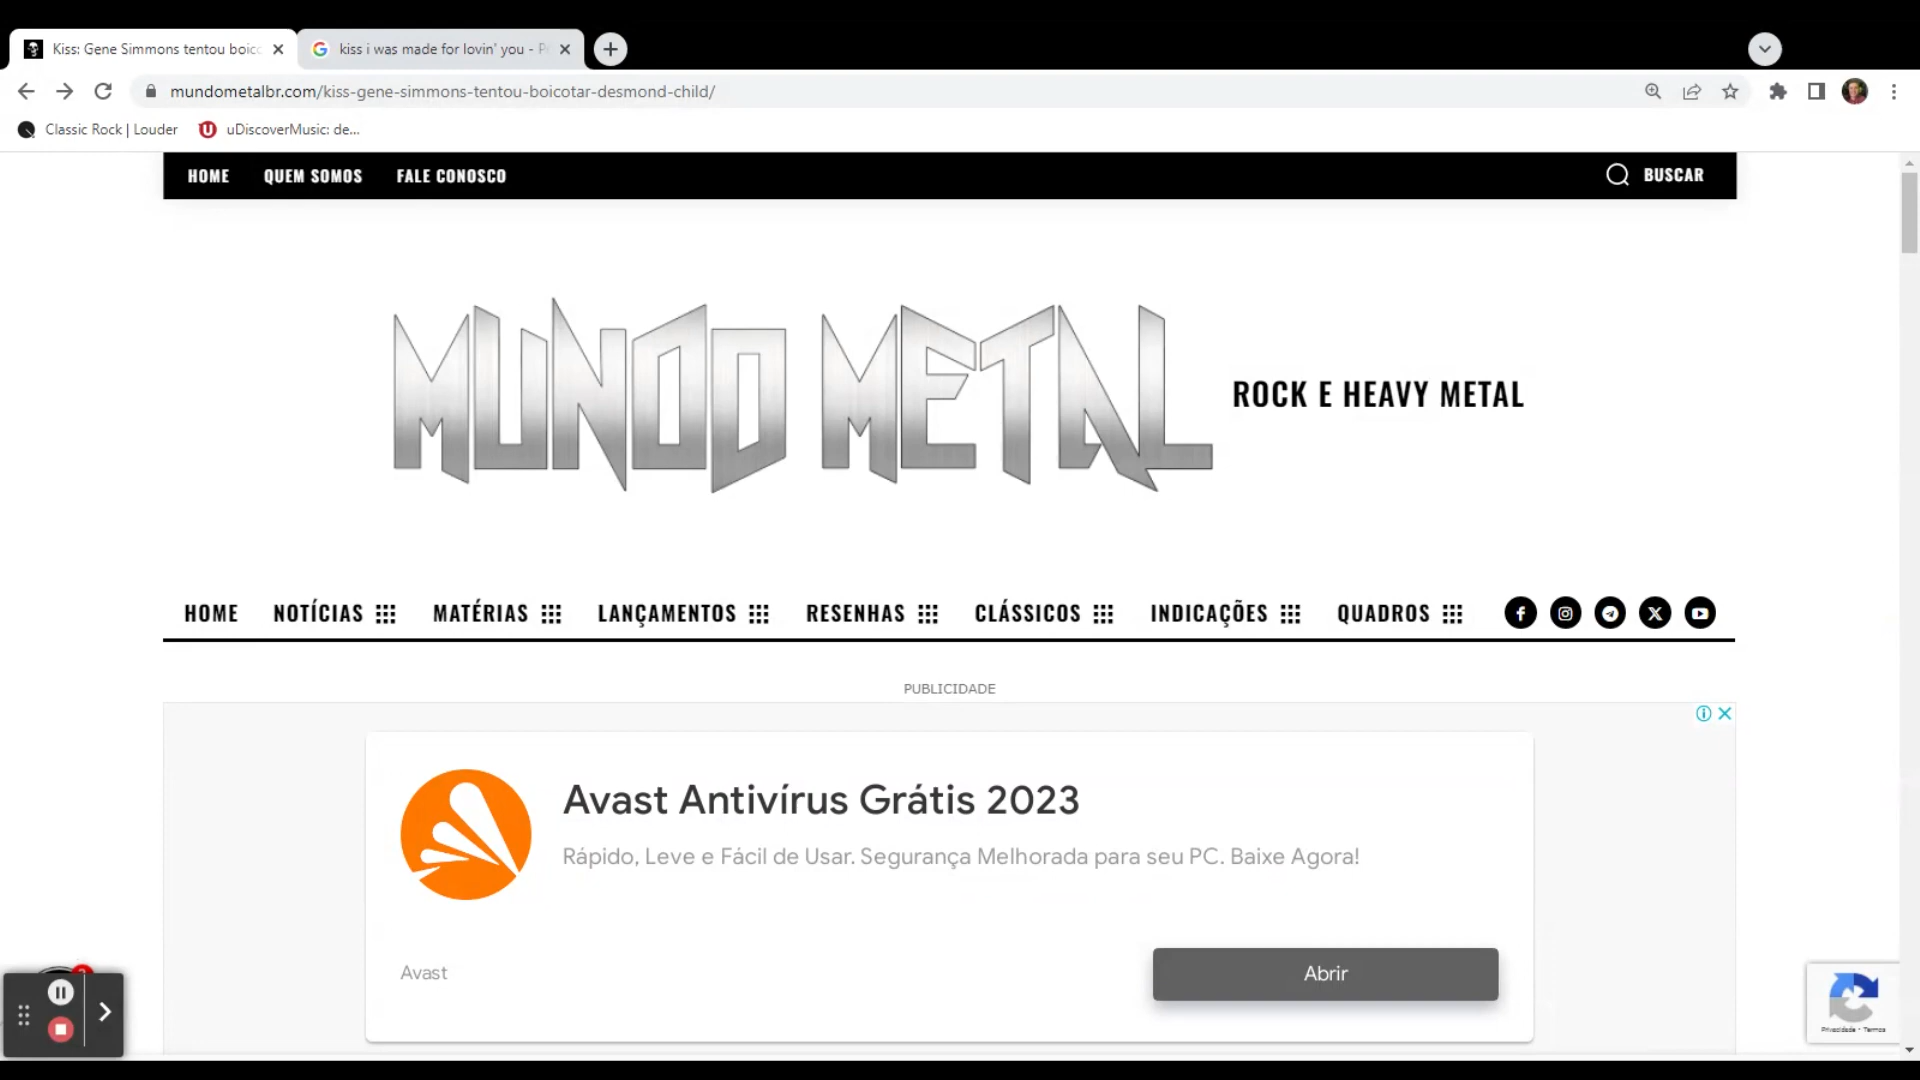 Kiss: Gene Simmons tentou boico
kiss i was made for lovin' you - P
mundometalbr.com/kiss-gene-simmons-tentou-boicotar-desmond-child/
Classic Rock | Louder uDiscoverMusic: de...
HOME QUEM SOMOS FALE CONOSCO BUSCAR
MUNDO METAL
ROCK E HEAVY METAL
HOME NOTÍCIAS MATÉRIAS LANÇAMENTOS RESENHAS CLÁSSICOS INDICAÇÕES QUADROS
PUBLICIDADE
Avast Antivírus Grátis 2023
Rápido, Leve e Fácil de Usar. Segurança Melhorada para seu PC. Baixe Agora!
Avast
Abrir
Privacidade - Termos